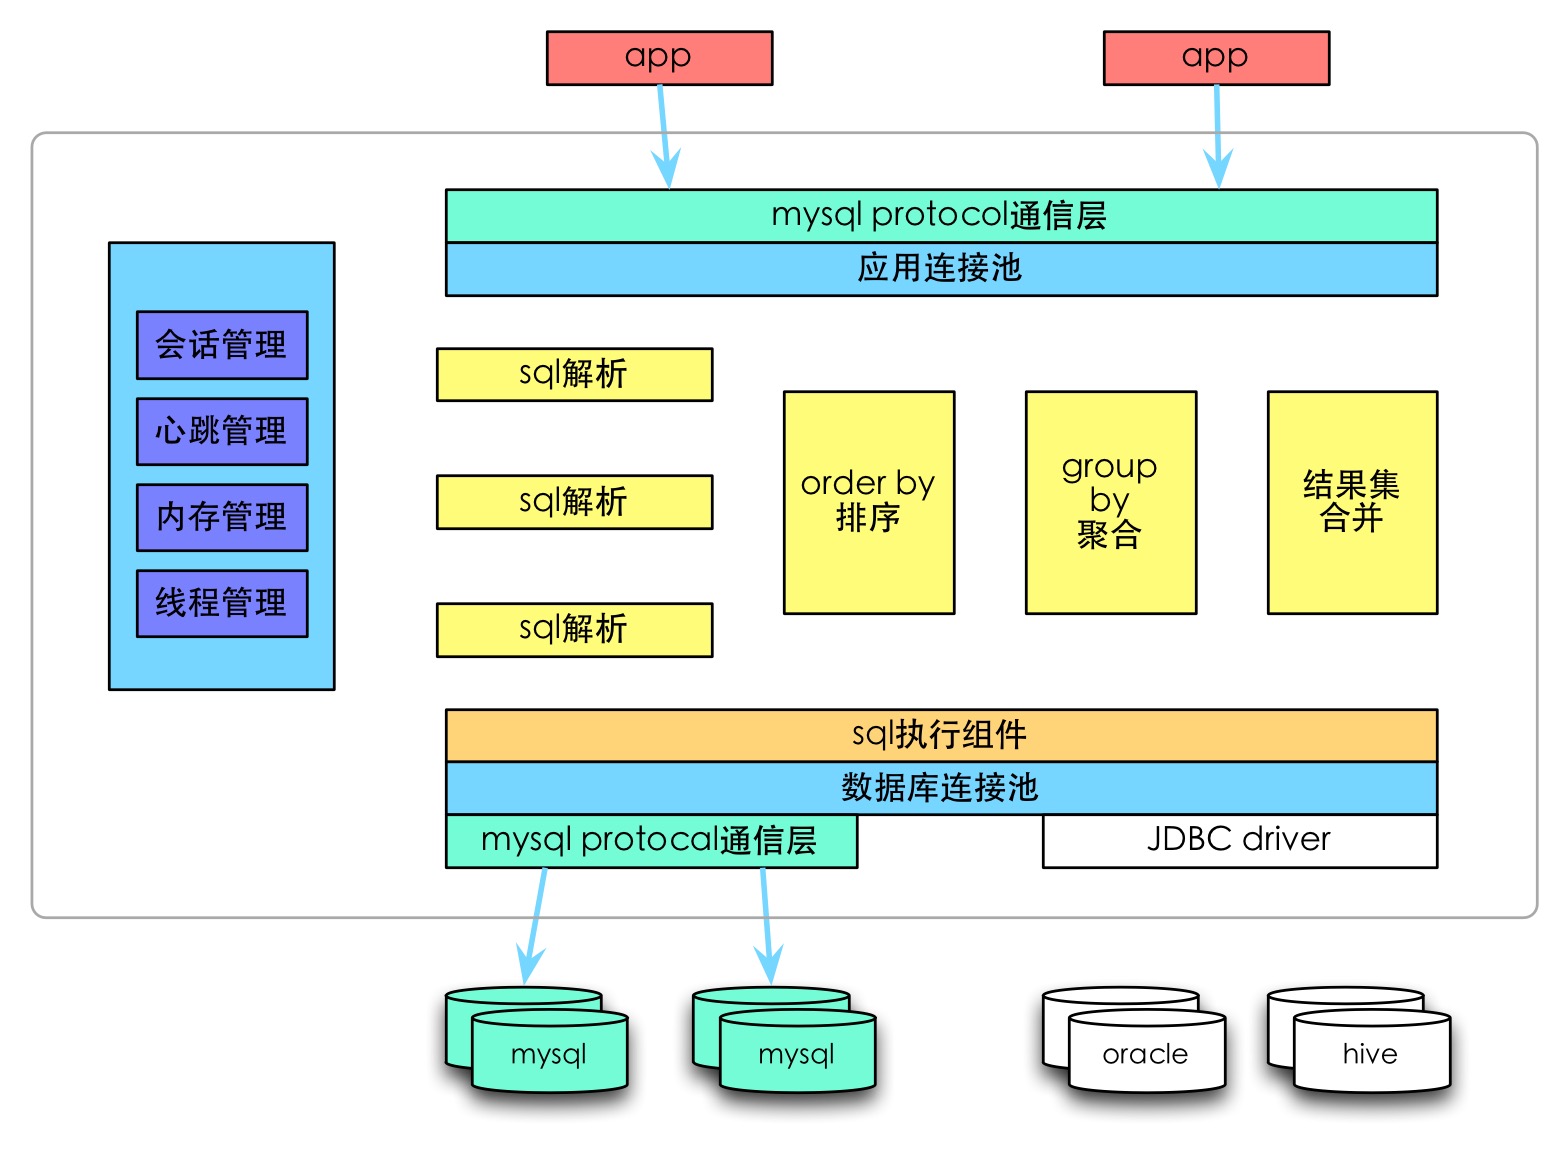 app
app
mysql protocol通信层
应用连接池
会话管理
心跳管理
内存管理
线程管理
sql解析
sql解析
sql解析
order by
排序
group
by
聚合
结果集
合并
sql执行组件
数据库连接池
mysql protocal通信层
JDBC driver
mysql
mysql
oracle
hive